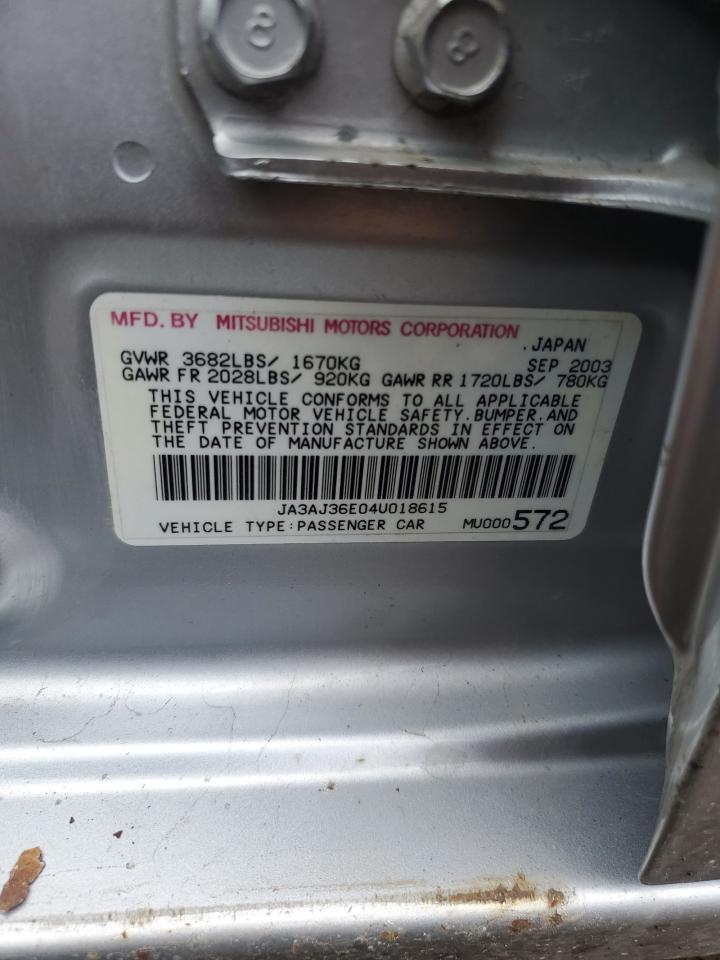 8 8
MFD. BY MITSUBISHI MOTORS CORPORATION
.JAPAN
GVWR 3682LBS/ 1670KG SEP 2003
GAWR FR 2028LBS/ 920KG GAWR RR 1720LBS/ 780KG
THIS VEHICLE CONFORMS TO ALL APPLICABLE
FEDERAL MOTOR VEHICLE SAFETY.BUMPER.AND
THEFT PREVENTION STANDARDS IN EFFECT ON
THE DATE OF MANUFACTURE SHOWN ABOVE.
JA3AJ36E04U018615
VEHICLE TYPE:PASSENGER CAR MU000572